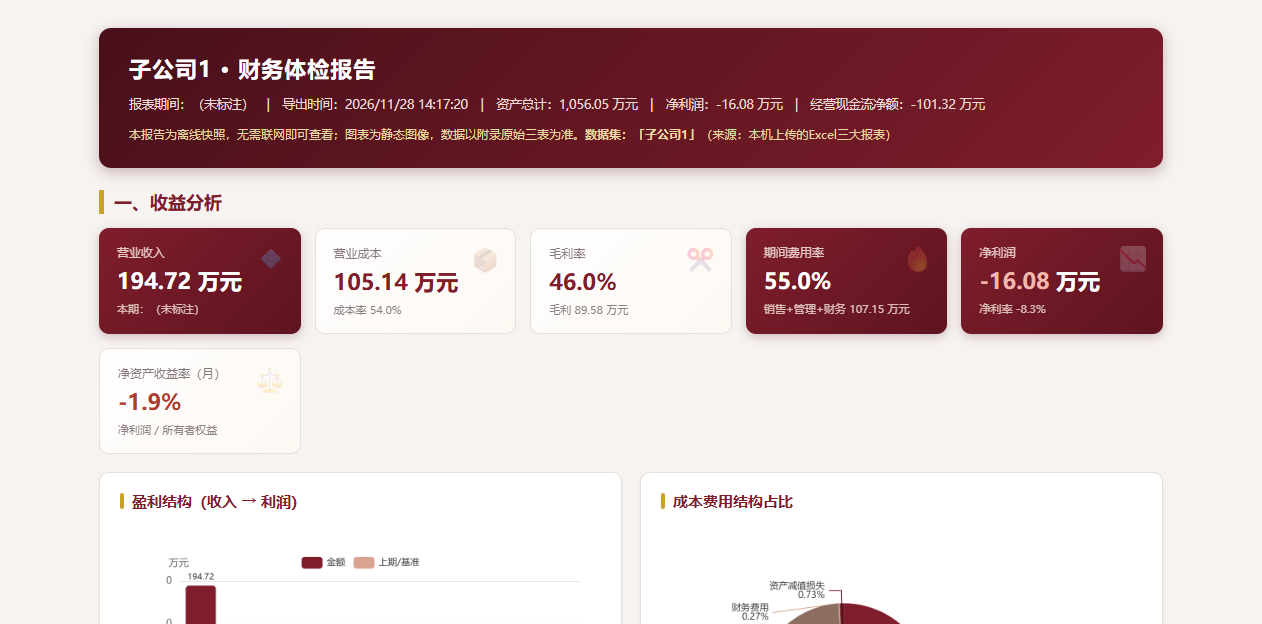 子公司1 · 财务体检报告
报表期间：（未标注） | 导出时间：2026/11/28 14:17:20 | 资产总计：1,056.05 万元 | 净利润：-16.08 万元 | 经营现金流净额：-101.32 万元
本报告为离线快照，无需联网即可查看；图表为静态图像，数据以附录原始三表为准。数据集：「子公司1」（来源：本机上传的Excel三大报表）
一、收益分析
营业收入
194.72 万元
本期：（未标注）
营业成本
105.14 万元
成本率 54.0%
毛利率
46.0%
毛利 89.58 万元
期间费用率
55.0%
销售+管理+财务 107.15 万元
净利润
-16.08 万元
净利率 -8.3%
净资产收益率（月）
-1.9%
净利润 / 所有者权益
盈利结构（收入 → 利润）
万元
金额
上期/基准
0
194.72
0
成本费用结构占比
资产减值损失
0.73%
财务费用
0.27%